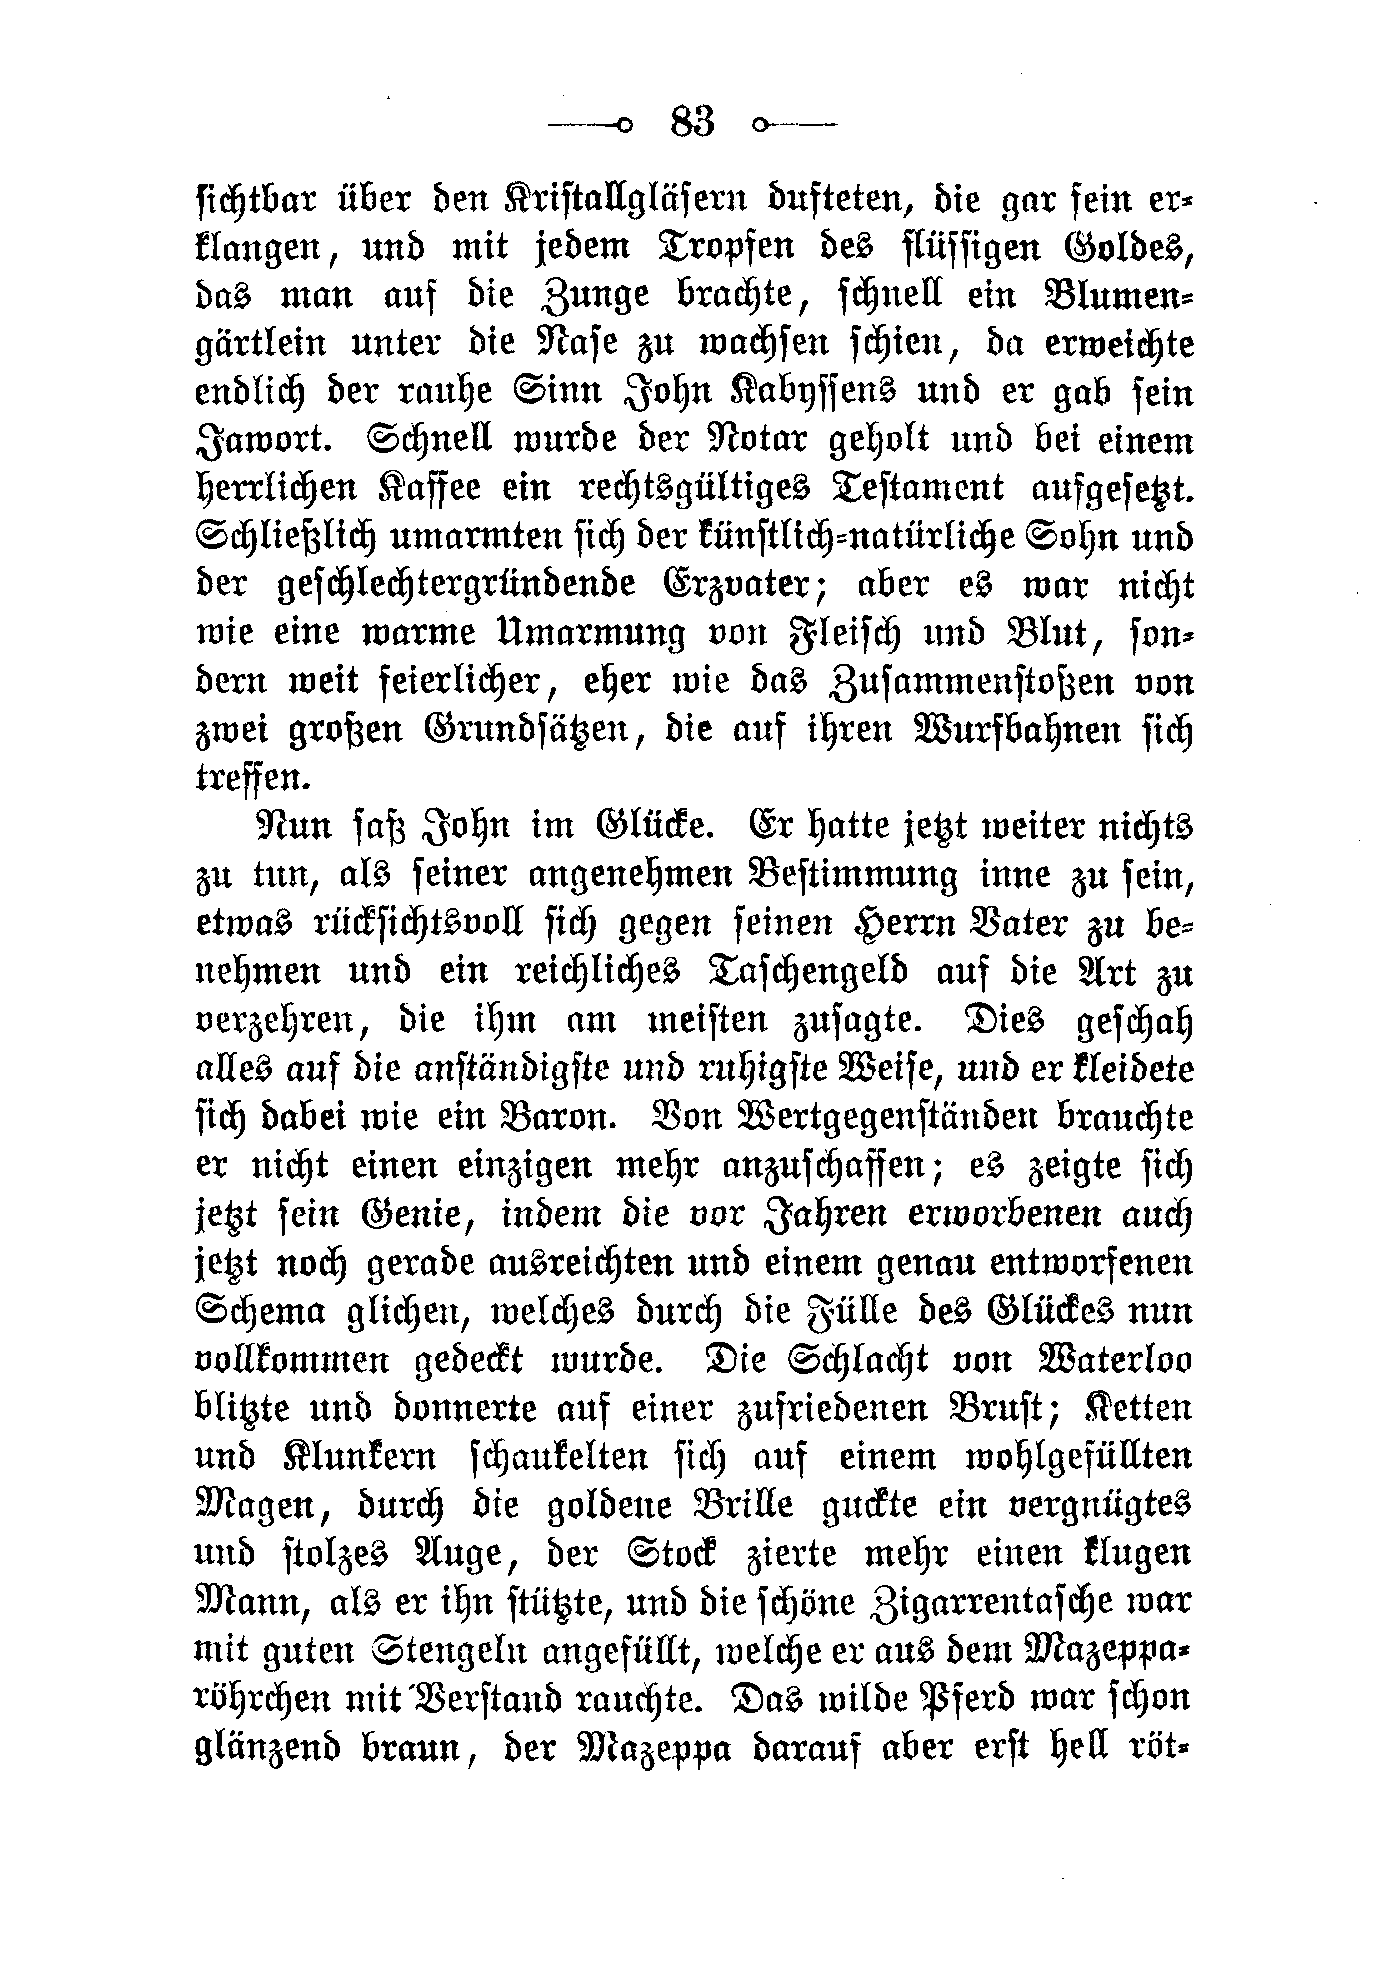 83
sichtbar über den Kristallgläsern dufteten, die gar fein er-
klangen, und mit jedem Tropfen des flüssigen Goldes,
das man auf die Zunge brachte, schnell ein Blumen-
gärtlein unter die Nase zu wachsen schien, da erweichte
endlich der rauhe Sinn John Kabyssens und er gab sein
Jawort. Schnell wurde der Notar geholt und bei einem
herrlichen Kaffee ein rechtsgültiges Testament aufgesetzt.
Schließlich umarmten sich der künstlich-natürliche Sohn und
der geschlechtergründende Erzvater; aber es war nicht
wie eine warme Umarmung von Fleisch und Blut, son-
dern weit feierlicher, eher wie das Zusammenstoßen von
zwei großen Grundsätzen, die auf ihren Wurfbahnen sich
treffen.
Nun saß John im Glücke. Er hatte jetzt weiter nichts
zu tun, als seiner angenehmen Bestimmung inne zu sein,
etwas rücksichtsvoll sich gegen seinen Herrn Vater zu be-
nehmen und ein reichliches Taschengeld auf die Art zu
verzehren, die ihm am meisten zusagte. Dies geschah
alles auf die anständigste und ruhigste Weise, und er kleidete
sich dabei wie ein Baron. Von Wertgegenständen brauchte
er nicht einen einzigen mehr anzuschaffen; es zeigte sich
jetzt sein Genie, indem die vor Jahren erworbenen auch
jetzt noch gerade ausreichten und einem genau entworfenen
Schema glichen, welches durch die Fülle des Glückes nun
vollkommen gedeckt wurde. Die Schlacht von Waterloo
blitzte und donnerte auf einer zufriedenen Brust; Ketten
und Klunkern schaukelten sich auf einem wohlgefüllten
Magen, durch die goldene Brille guckte ein vergnügtes
und stolzes Auge, der Stock zierte mehr einen klugen
Mann, als er ihn stützte, und die schöne Zigarrentasche war
mit guten Stengeln angefüllt, welche er aus dem Mazeppa-
röhrchen mit Verstand rauchte. Das wilde Pferd war schon
glänzend braun, der Mazeppa darauf aber erst hell röt-